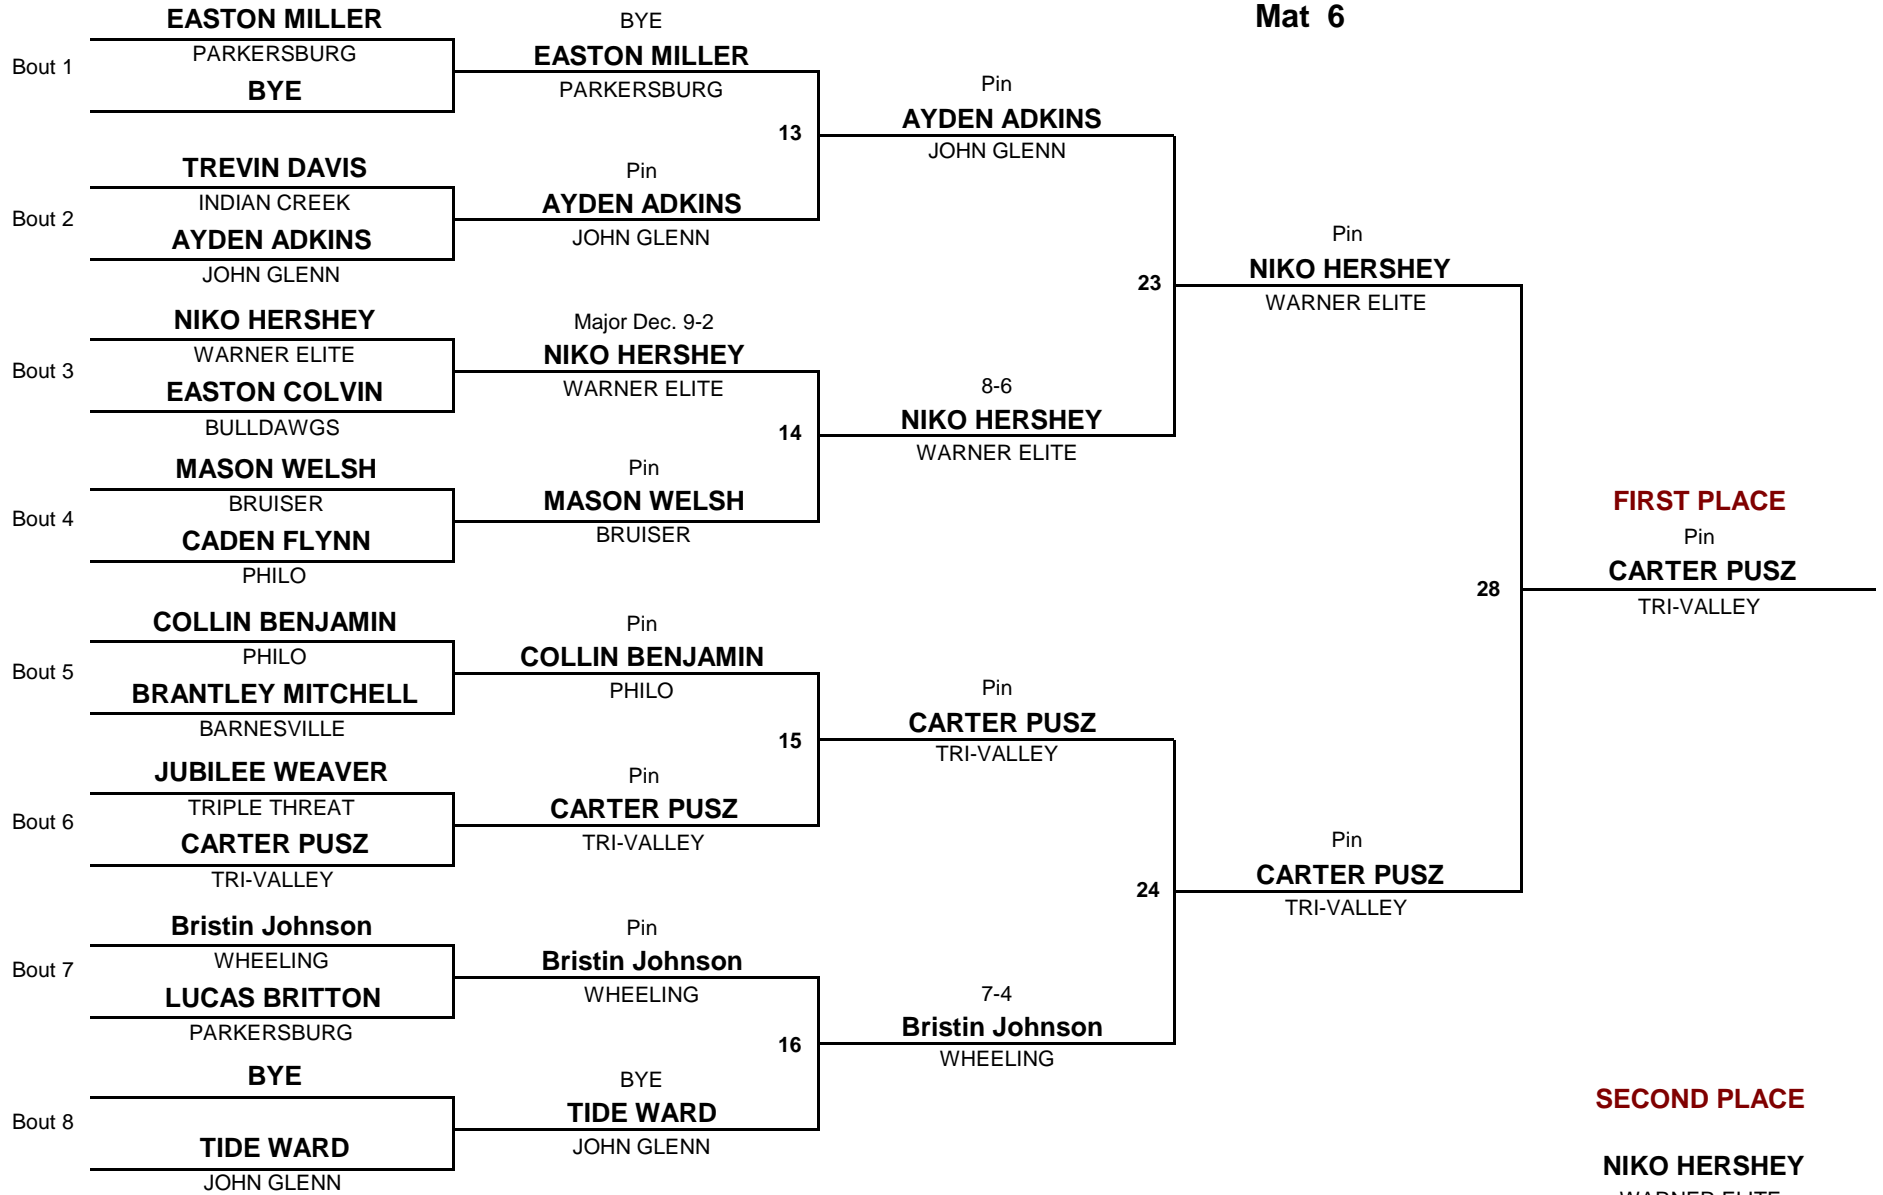 Mat 6
EASTON MILLER
PARKERSBURG
Bout 1
BYE
TREVIN DAVIS
INDIAN CREEK
Bout 2
AYDEN ADKINS
JOHN GLENN
NIKO HERSHEY
WARNER ELITE
Bout 3
EASTON COLVIN
BULLDAWGS
MASON WELSH
BRUISER
Bout 4
CADEN FLYNN
PHILO
COLLIN BENJAMIN
PHILO
Bout 5
BRANTLEY MITCHELL
BARNESVILLE
JUBILEE WEAVER
TRIPLE THREAT
Bout 6
CARTER PUSZ
TRI-VALLEY
Bristin Johnson
WHEELING
Bout 7
LUCAS BRITTON
PARKERSBURG
BYE
Bout 8
TIDE WARD
JOHN GLENN
BYE
EASTON MILLER
PARKERSBURG
13
Pin
AYDEN ADKINS
JOHN GLENN
Major Dec. 9-2
NIKO HERSHEY
WARNER ELITE
14
Pin
MASON WELSH
BRUISER
Pin
COLLIN BENJAMIN
PHILO
15
Pin
CARTER PUSZ
TRI-VALLEY
Pin
Bristin Johnson
WHEELING
16
BYE
TIDE WARD
JOHN GLENN
Pin
AYDEN ADKINS
JOHN GLENN
23
8-6
NIKO HERSHEY
WARNER ELITE
Pin
CARTER PUSZ
TRI-VALLEY
24
7-4
Bristin Johnson
WHEELING
Pin
NIKO HERSHEY
WARNER ELITE
28
Pin
CARTER PUSZ
TRI-VALLEY
FIRST PLACE
Pin
CARTER PUSZ
TRI-VALLEY
SECOND PLACE
NIKO HERSHEY
WARNER ELITE